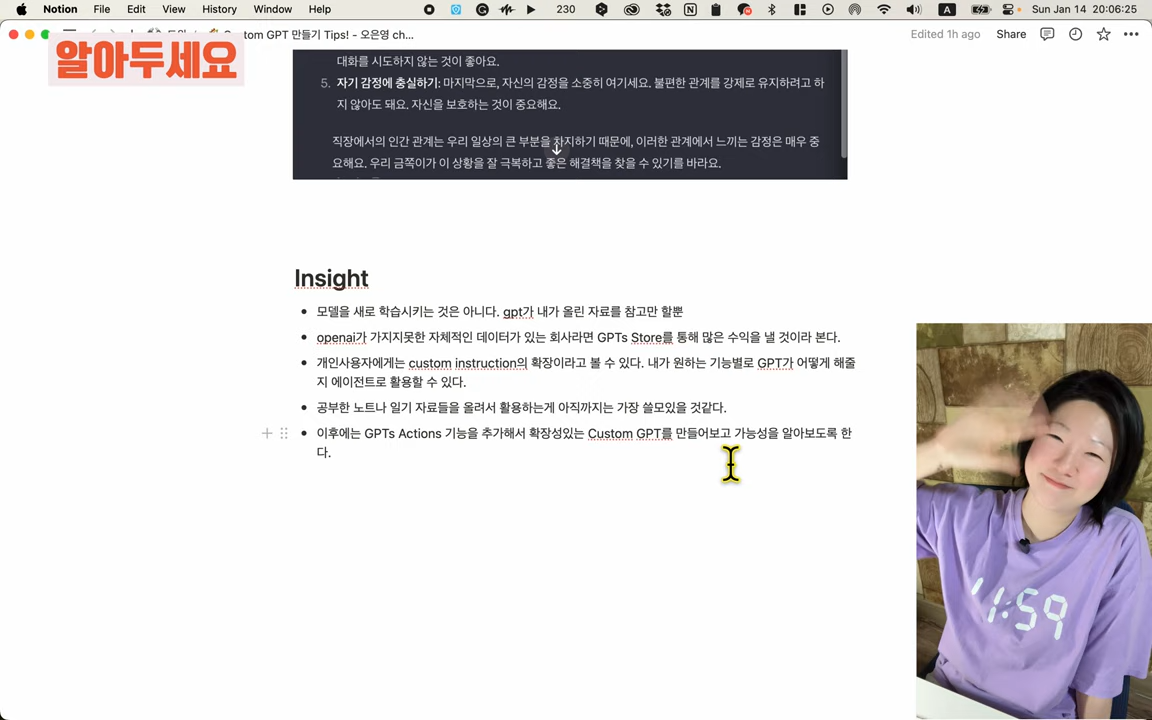 Notion File Edit View History Window Help 230 A Sun Jan 14 20:06:25
tom GPT 만들기 Tips! - 오은영 ch... Edited 1h ago Share
알아두세요
대화를 시도하지 않는 것이 좋아요.
5. 자기 감정에 충실하기: 마지막으로, 자신의 감정을 소중히 여기세요. 불편한 관계를 강제로 유지하려고 하
지 않아도 돼요. 자신을 보호하는 것이 중요해요.
직장에서의 인간 관계는 우리 일상의 큰 부분을 차지하기 때문에, 이러한 관계에서 느끼는 감정은 매우 중
요해요. 우리 금쪽이가 이 상황을 잘 극복하고 좋은 해결책을 찾을 수 있기를 바라요.
Insight
• 모델을 새로 학습시키는 것은 아니다. gpt가 내가 올린 자료를 참고만 할뿐
• openai가 가지지못한 자체적인 데이터가 있는 회사라면 GPTs Store를 통해 많은 수익을 낼 것이라 본다.
• 개인사용자에게는 custom instruction의 확장이라고 볼 수 있다. 내가 원하는 기능별로 GPT가 어떻게 해줄
지 에이전트로 활용할 수 있다.
• 공부한 노트나 일기 자료들을 올려서 활용하는게 아직까지는 가장 쓸모있을 것같다.
• 이후에는 GPTs Actions 기능을 추가해서 확장성있는 Custom GPT를 만들어보고 가능성을 알아보도록 한
다.
11:59